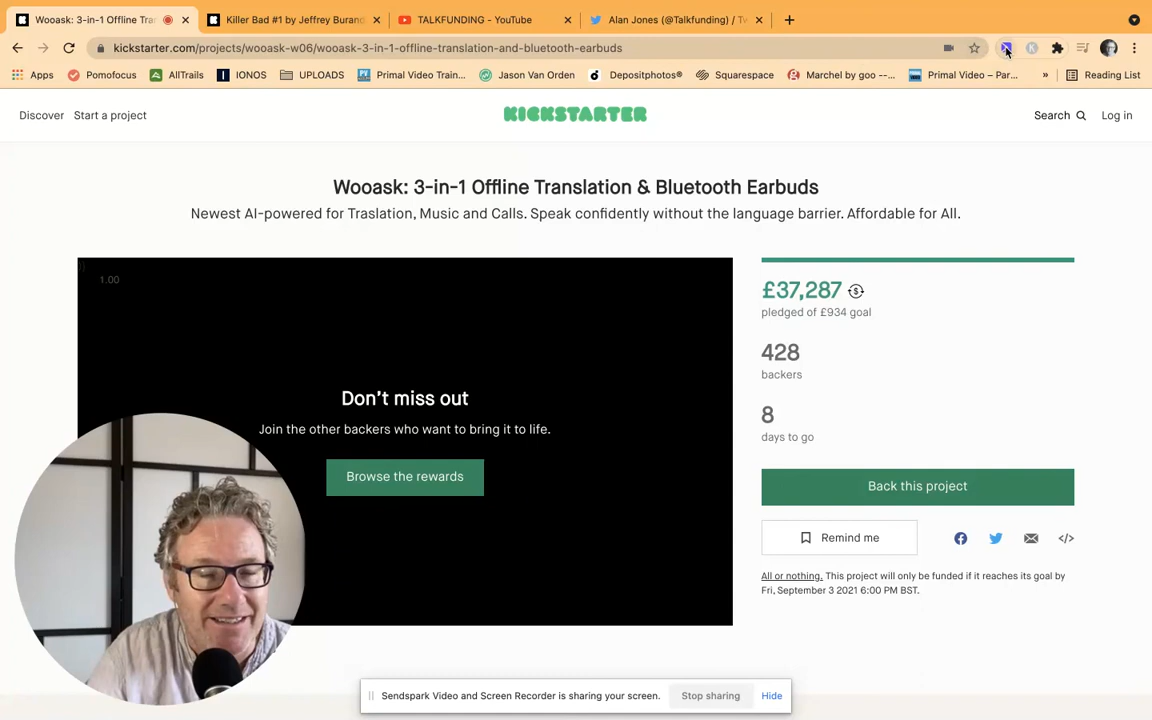 Wooask: 3-in-1 Offline Trans
Killer Bad #1 by Jeffrey Burand
TALKFUNDING - YouTube
Alan Jones (@Talkfunding) / Tw
kickstarter.com/projects/wooask-w06/wooask-3-in-1-offline-translation-and-bluetooth-earbuds
Apps
Pomofocus
AllTrails
IONOS
UPLOADS
Primal Video Train...
Jason Van Orden
Depositphotos®
Squarespace
Marchel by goo --...
Primal Video – Par...
»
Reading List
Discover
Start a project
KICKSTARTER
Search
Log in
Wooask: 3-in-1 Offline Translation & Bluetooth Earbuds
Newest AI-powered for Traslation, Music and Calls. Speak confidently without the language barrier. Affordable for All.
1.00
Don't miss out
Join the other backers who want to bring it to life.
Browse the rewards
£37,287
pledged of £934 goal
428
backers
8
days to go
Back this project
Remind me
All or nothing. This project will only be funded if it reaches its goal by
Fri, September 3 2021 6:00 PM BST.
Sendspark Video and Screen Recorder is sharing your screen.
Stop sharing
Hide